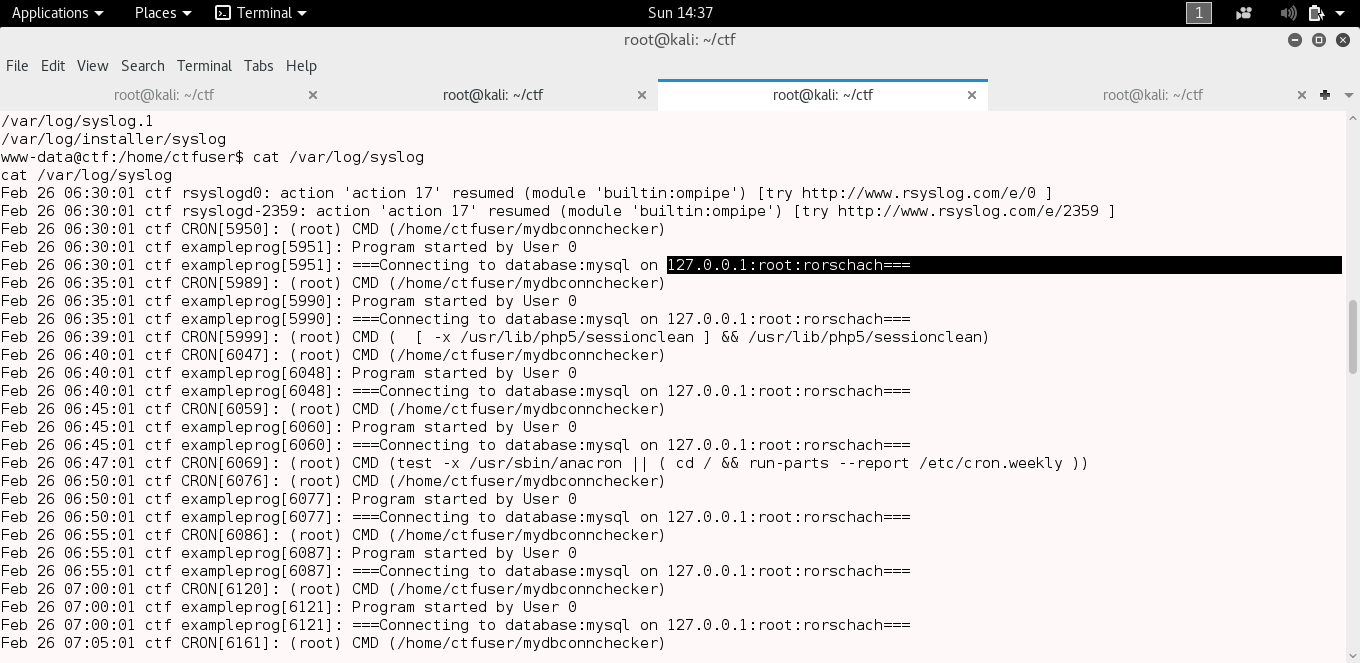 Applications Places Terminal Sun 14:37 1
root@kali: ~/ctf
File Edit View Search Terminal Tabs Help
root@kali: ~/ctf root@kali: ~/ctf root@kali: ~/ctf root@kali: ~/ctf
/var/log/syslog.1
/var/log/installer/syslog
www-data@ctf:/home/ctfuser$ cat /var/log/syslog
cat /var/log/syslog
Feb 26 06:30:01 ctf rsyslogd0: action 'action 17' resumed (module 'builtin:ompipe') [try http://www.rsyslog.com/e/0 ]
Feb 26 06:30:01 ctf rsyslogd-2359: action 'action 17' resumed (module 'builtin:ompipe') [try http://www.rsyslog.com/e/2359 ]
Feb 26 06:30:01 ctf CRON[5950]: (root) CMD (/home/ctfuser/mydbconnchecker)
Feb 26 06:30:01 ctf exampleprog[5951]: Program started by User 0
Feb 26 06:30:01 ctf exampleprog[5951]: ===Connecting to database:mysql on 127.0.0.1:root:rorschach===
Feb 26 06:35:01 ctf CRON[5989]: (root) CMD (/home/ctfuser/mydbconnchecker)
Feb 26 06:35:01 ctf exampleprog[5990]: Program started by User 0
Feb 26 06:35:01 ctf exampleprog[5990]: ===Connecting to database:mysql on 127.0.0.1:root:rorschach===
Feb 26 06:39:01 ctf CRON[5999]: (root) CMD (  [ -x /usr/lib/php5/sessionclean ] && /usr/lib/php5/sessionclean)
Feb 26 06:40:01 ctf CRON[6047]: (root) CMD (/home/ctfuser/mydbconnchecker)
Feb 26 06:40:01 ctf exampleprog[6048]: Program started by User 0
Feb 26 06:40:01 ctf exampleprog[6048]: ===Connecting to database:mysql on 127.0.0.1:root:rorschach===
Feb 26 06:45:01 ctf CRON[6059]: (root) CMD (/home/ctfuser/mydbconnchecker)
Feb 26 06:45:01 ctf exampleprog[6060]: Program started by User 0
Feb 26 06:45:01 ctf exampleprog[6060]: ===Connecting to database:mysql on 127.0.0.1:root:rorschach===
Feb 26 06:47:01 ctf CRON[6069]: (root) CMD (test -x /usr/sbin/anacron || ( cd / && run-parts --report /etc/cron.weekly ))
Feb 26 06:50:01 ctf CRON[6076]: (root) CMD (/home/ctfuser/mydbconnchecker)
Feb 26 06:50:01 ctf exampleprog[6077]: Program started by User 0
Feb 26 06:50:01 ctf exampleprog[6077]: ===Connecting to database:mysql on 127.0.0.1:root:rorschach===
Feb 26 06:55:01 ctf CRON[6086]: (root) CMD (/home/ctfuser/mydbconnchecker)
Feb 26 06:55:01 ctf exampleprog[6087]: Program started by User 0
Feb 26 06:55:01 ctf exampleprog[6087]: ===Connecting to database:mysql on 127.0.0.1:root:rorschach===
Feb 26 07:00:01 ctf CRON[6120]: (root) CMD (/home/ctfuser/mydbconnchecker)
Feb 26 07:00:01 ctf exampleprog[6121]: Program started by User 0
Feb 26 07:00:01 ctf exampleprog[6121]: ===Connecting to database:mysql on 127.0.0.1:root:rorschach===
Feb 26 07:05:01 ctf CRON[6161]: (root) CMD (/home/ctfuser/mydbconnchecker)